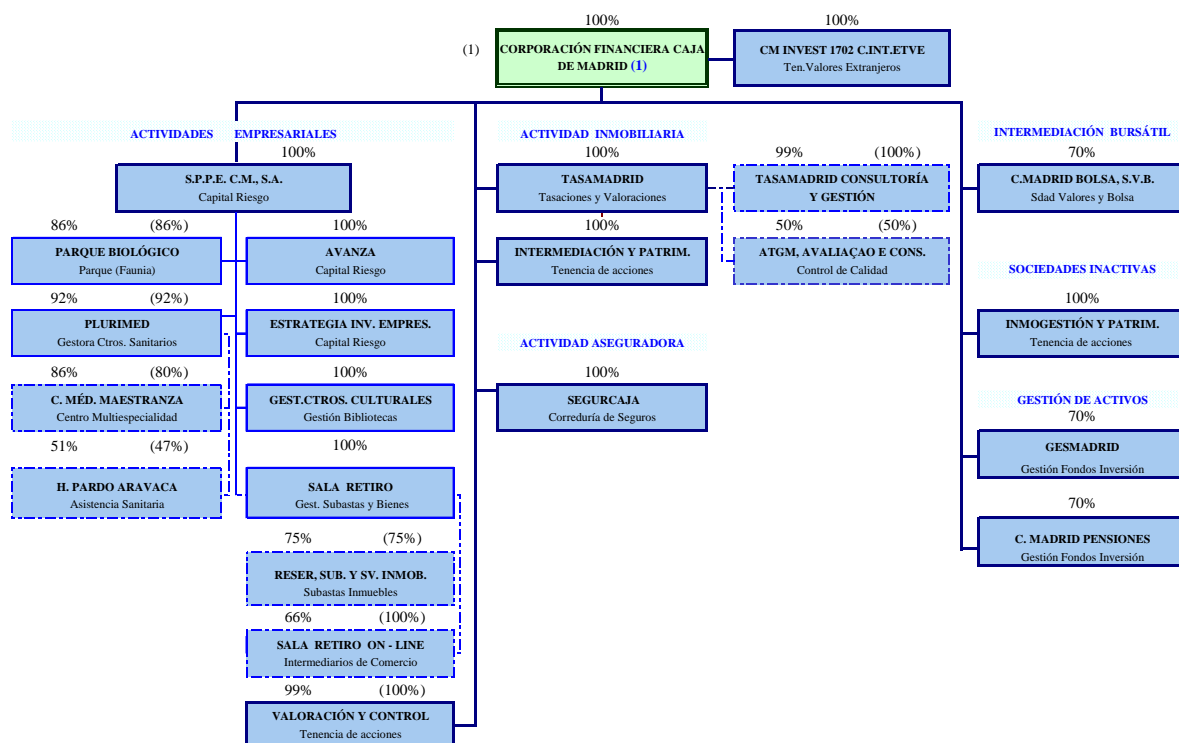 100%
100%
(1)
CORPORACIÓN FINANCIERA CAJA
DE MADRID (1)
CM INVEST 1702 C.INT.ETVE
Ten.Valores Extranjeros
ACTIVIDADES EMPRESARIALES
100%
S.P.P.E. C.M., S.A.
Capital Riesgo
86% (86%)
PARQUE BIOLÓGICO
Parque (Faunia)
100%
AVANZA
Capital Riesgo
92% (92%)
PLURIMED
Gestora Ctros. Sanitarios
100%
ESTRATEGIA INV. EMPRES.
Capital Riesgo
86% (80%)
C. MÉD. MAESTRANZA
Centro Multiespecialidad
100%
GEST.CTROS. CULTURALES
Gestión Bibliotecas
51% (47%)
H. PARDO ARAVACA
Asistencia Sanitaria
100%
SALA RETIRO
Gest. Subastas y Bienes
75% (75%)
RESER, SUB. Y SV. INMOB.
Subastas Inmuebles
66% (100%)
SALA RETIRO ON - LINE
Intermediarios de Comercio
99% (100%)
VALORACIÓN Y CONTROL
Tenencia de acciones
ACTIVIDAD INMOBILIARIA
100%
TASAMADRID
Tasaciones y Valoraciones
99% (100%)
TASAMADRID CONSULTORÍA
Y GESTIÓN
100%
INTERMEDIACIÓN Y PATRIM.
Tenencia de acciones
50% (50%)
ATGM, AVALIAÇAO E CONS.
Control de Calidad
ACTIVIDAD ASEGURADORA
100%
SEGURCAJA
Correduría de Seguros
INTERMEDIACIÓN BURSÁTIL
70%
C.MADRID BOLSA, S.V.B.
Sdad Valores y Bolsa
SOCIEDADES INACTIVAS
100%
INMOGESTIÓN Y PATRIM.
Tenencia de acciones
GESTIÓN DE ACTIVOS
70%
GESMADRID
Gestión Fondos Inversión
70%
C. MADRID PENSIONES
Gestión Fondos Inversión